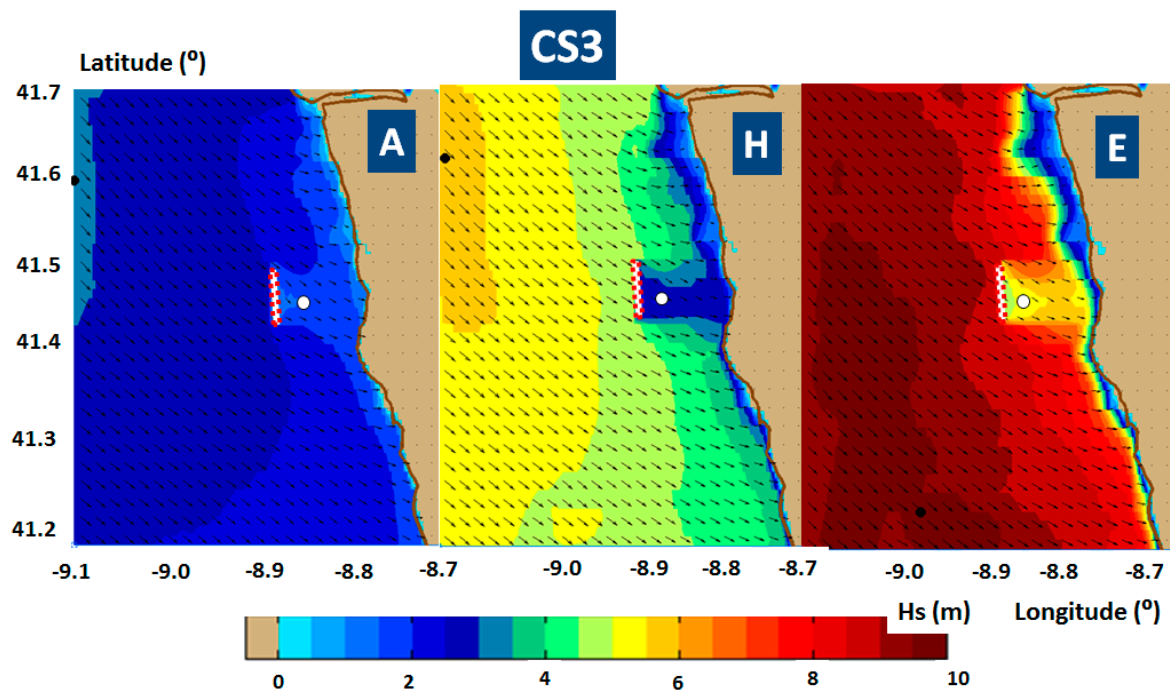 CS3
Latitude (⁰)
41.7
41.6
41.5
41.4
41.3
41.2
A
H
E
-9.1 -9.0 -8.9 -8.8 -8.7 -8.9 -8.8 -8.7 -9.0 -8.9 -8.8 -8.7
Hs (m) Longitude (⁰)
0 2 4 6 8 10